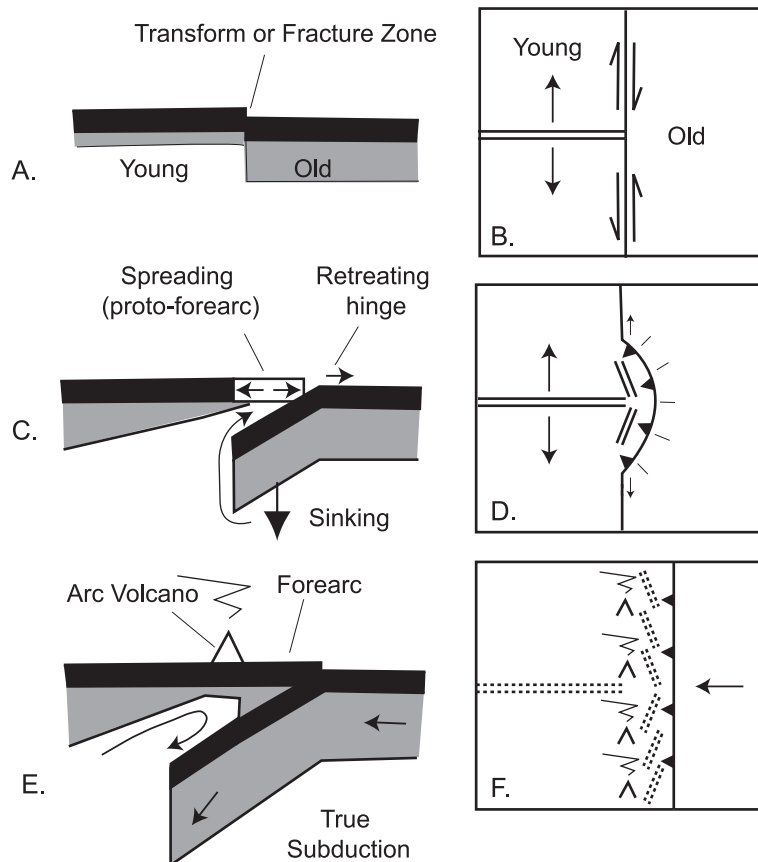 Transform or Fracture Zone
Young
Old
A.
Young
Old
B.
Spreading
(proto-forearc)
Retreating
hinge
Sinking
C.
D.
Arc Volcano
Forearc
E.
True
Subduction
F.